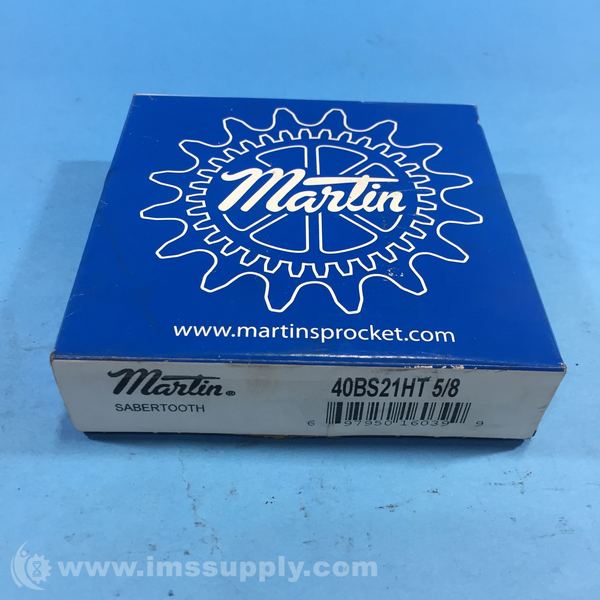 Martin
www.martinsprocket.com
Martin®
SABERTOOTH
40BS21HT 5/8
6 97950 16039 9
www.imssupply.com